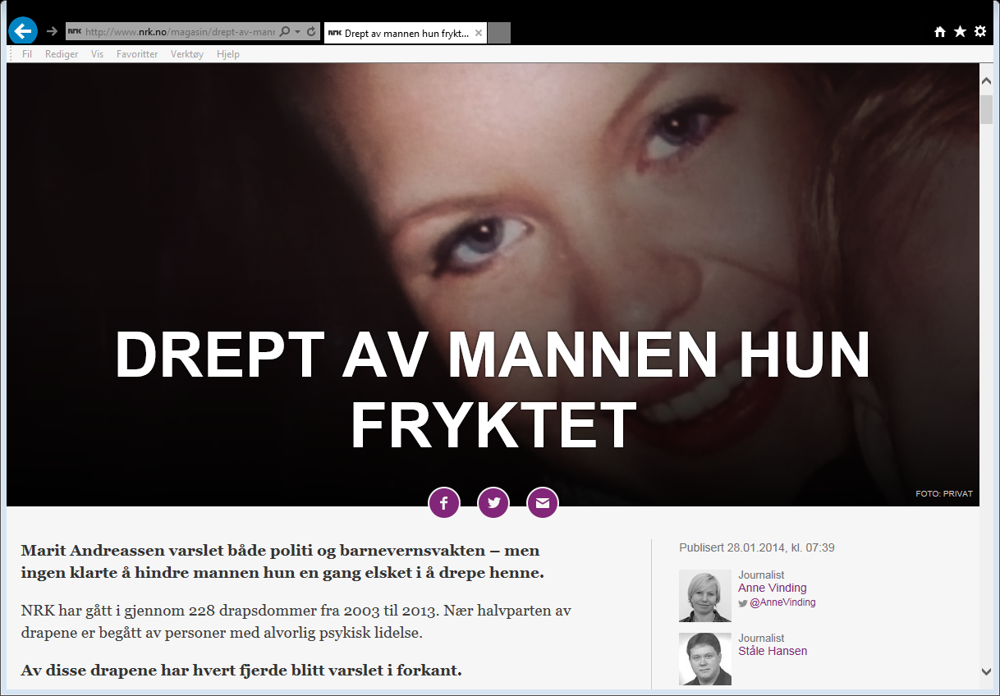 nrk http://www.nrk.no/magasin/drept-av-mann
nrk Drept av mannen hun frykt...
Fil Rediger Vis Favoritter Verktøy Hjelp
DREPT AV MANNEN HUN
FRYKTET
FOTO: PRIVAT
Marit Andreassen varslet både politi og barnevernsvakten – men
ingen klarte å hindre mannen hun en gang elsket i å drepe henne.
NRK har gått i gjennom 228 drapsdommer fra 2003 til 2013. Nær halvparten av
drapene er begått av personer med alvorlig psykisk lidelse.
Av disse drapene har hvert fjerde blitt varslet i forkant.
Publisert 28.01.2014, kl. 07:39
Journalist
Anne Vinding
@AnneVinding
Journalist
Ståle Hansen